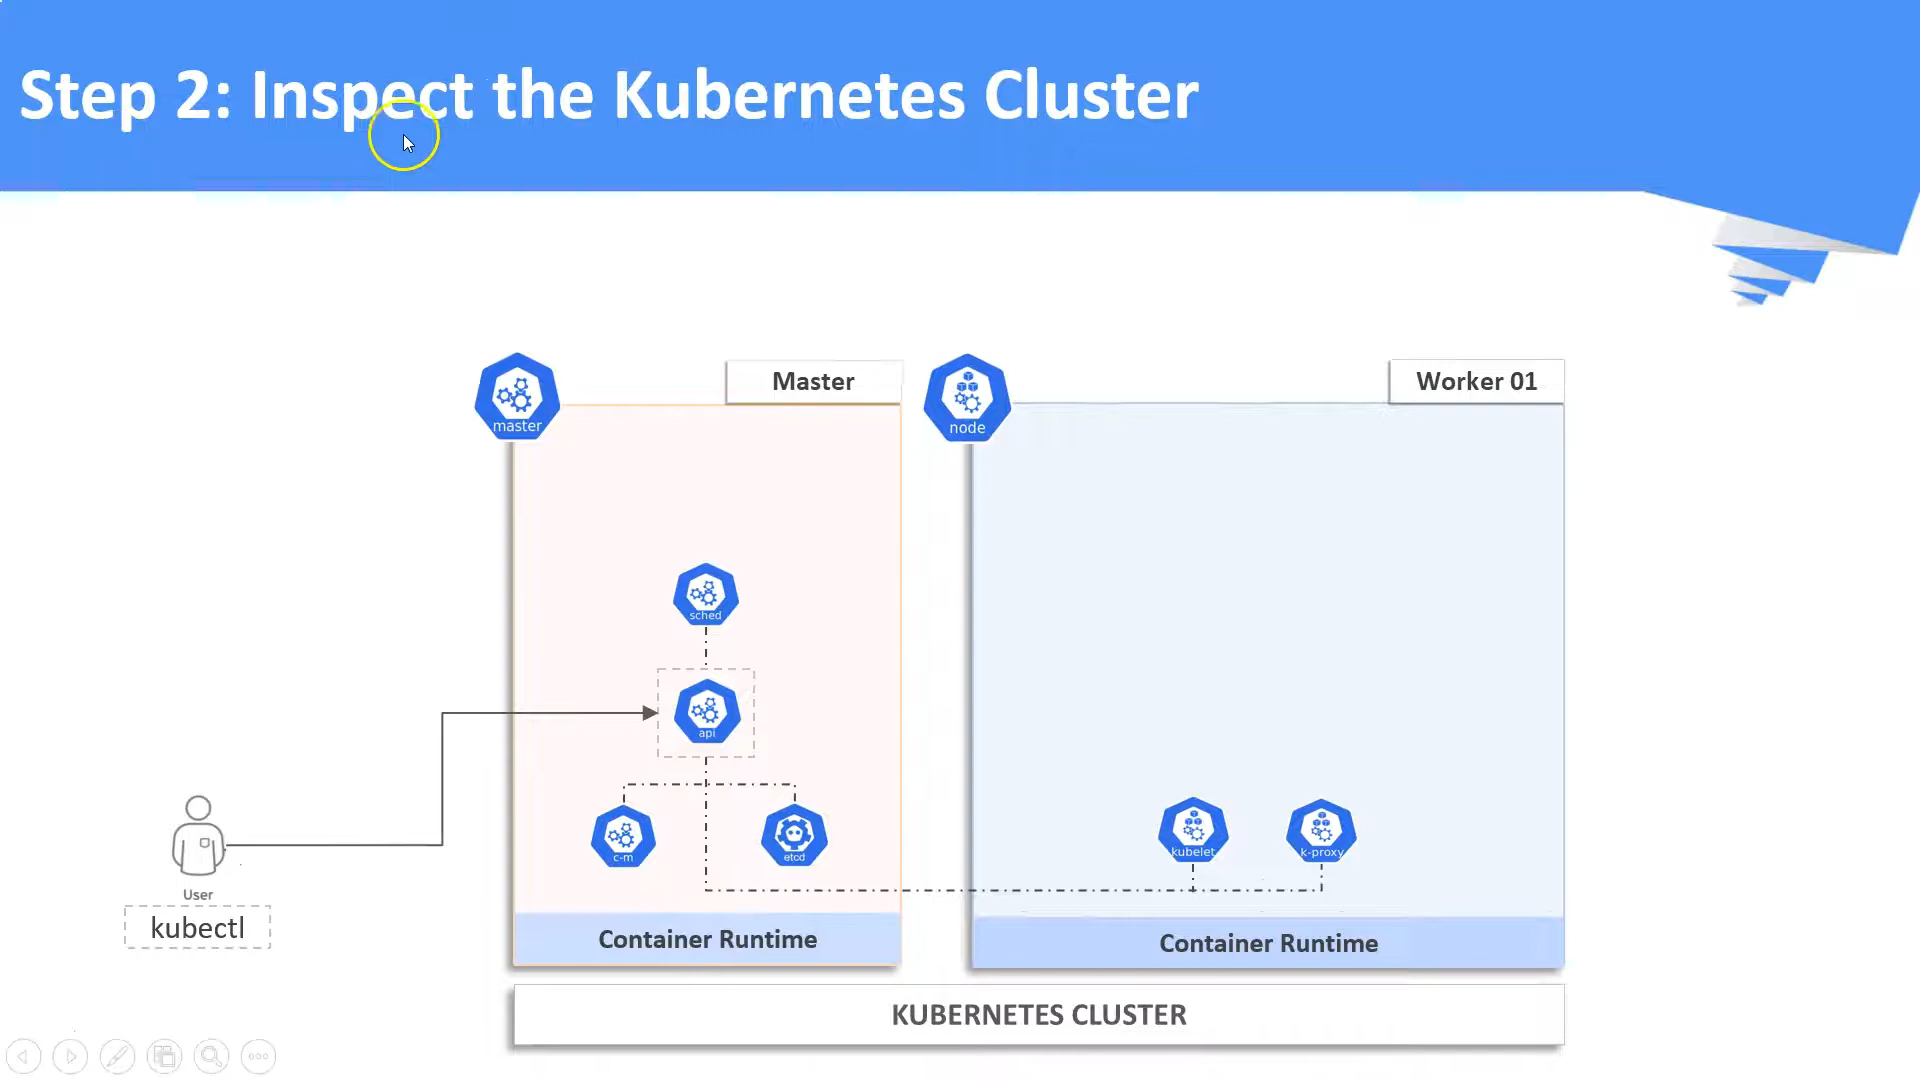 Step 2: Inspect the Kubernetes Cluster
Master
Worker 01
master
node
sched
api
c-m
etcd
kubelet
k-proxy
User
kubectl
Container Runtime
Container Runtime
KUBERNETES CLUSTER